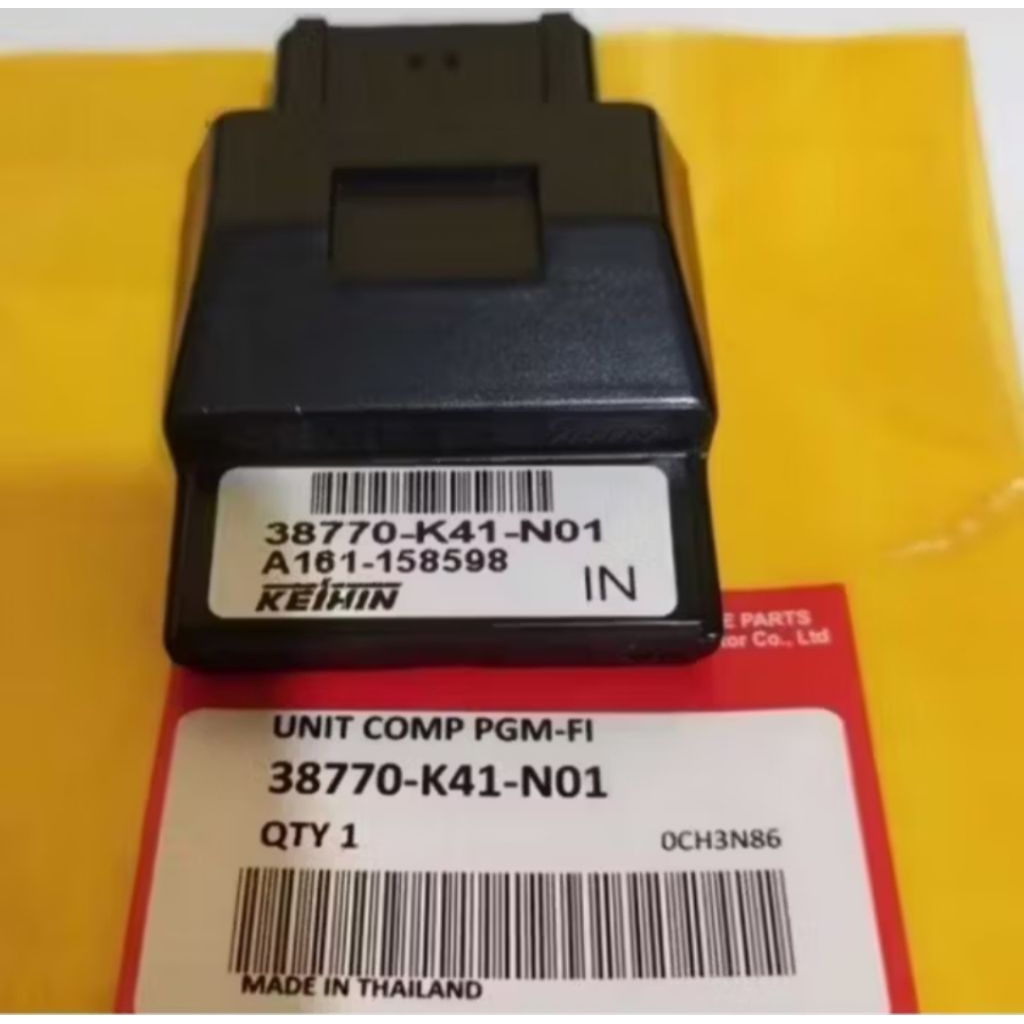 38770-K41-N01
A161-158598
KEIHIN
IN
E PARTS
or Co., Ltd
UNIT COMP PGM-FI
38770-K41-N01
QTY 1
0CH3N86
MADE IN THAILAND